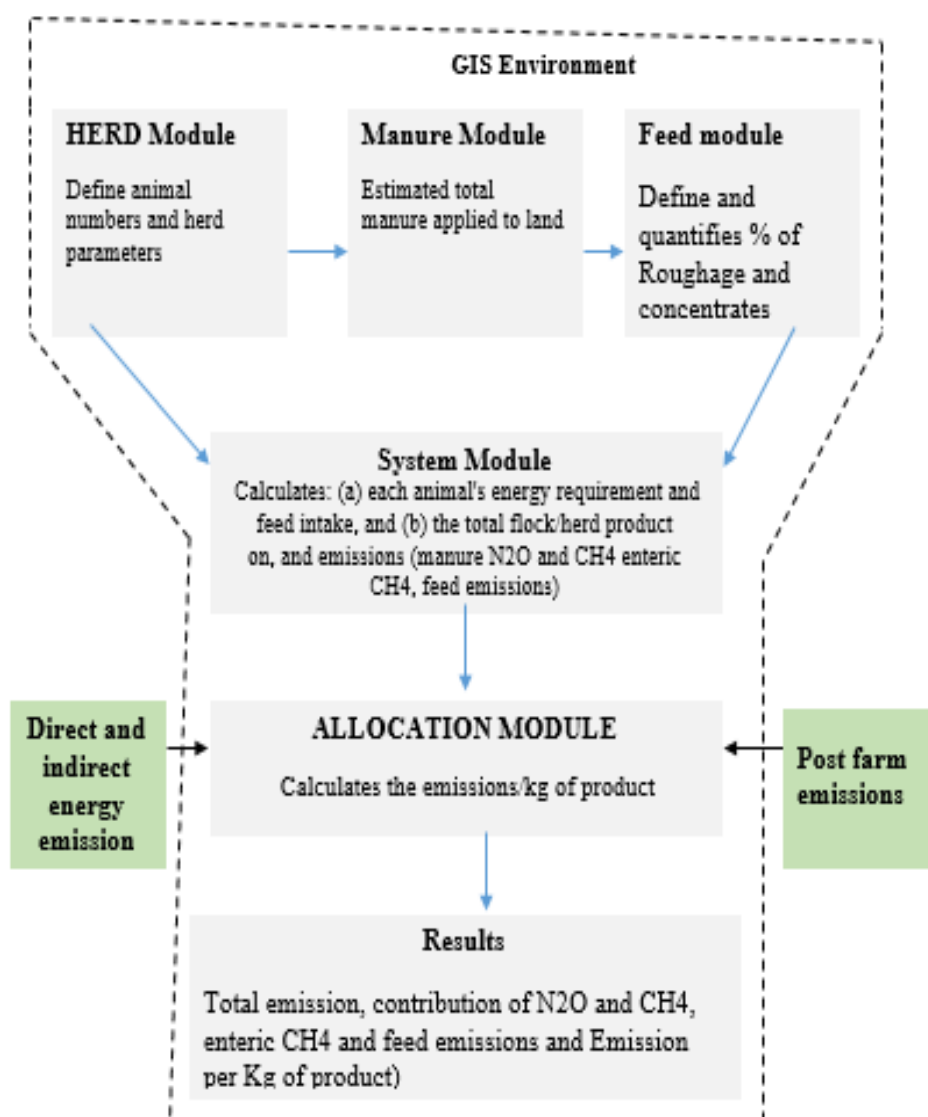 GIS Environment
HERD Module
Define animal
numbers and herd
parameters
Manure Module
Estimated total
manure applied to land
Feed module
Define and
quantifies % of
Roughage and
concentrates
System Module
Calculates: (a) each animal's energy requirement and
feed intake, and (b) the total flock/herd product
on, and emissions (manure N2O and CH4 enteric
CH4, feed emissions)
Direct and
indirect
energy
emission
ALLOCATION MODULE
Calculates the emissions/kg of product
Post farm
emissions
Results
Total emission, contribution of N2O and CH4,
enteric CH4 and feed emissions and Emission
per Kg of product)